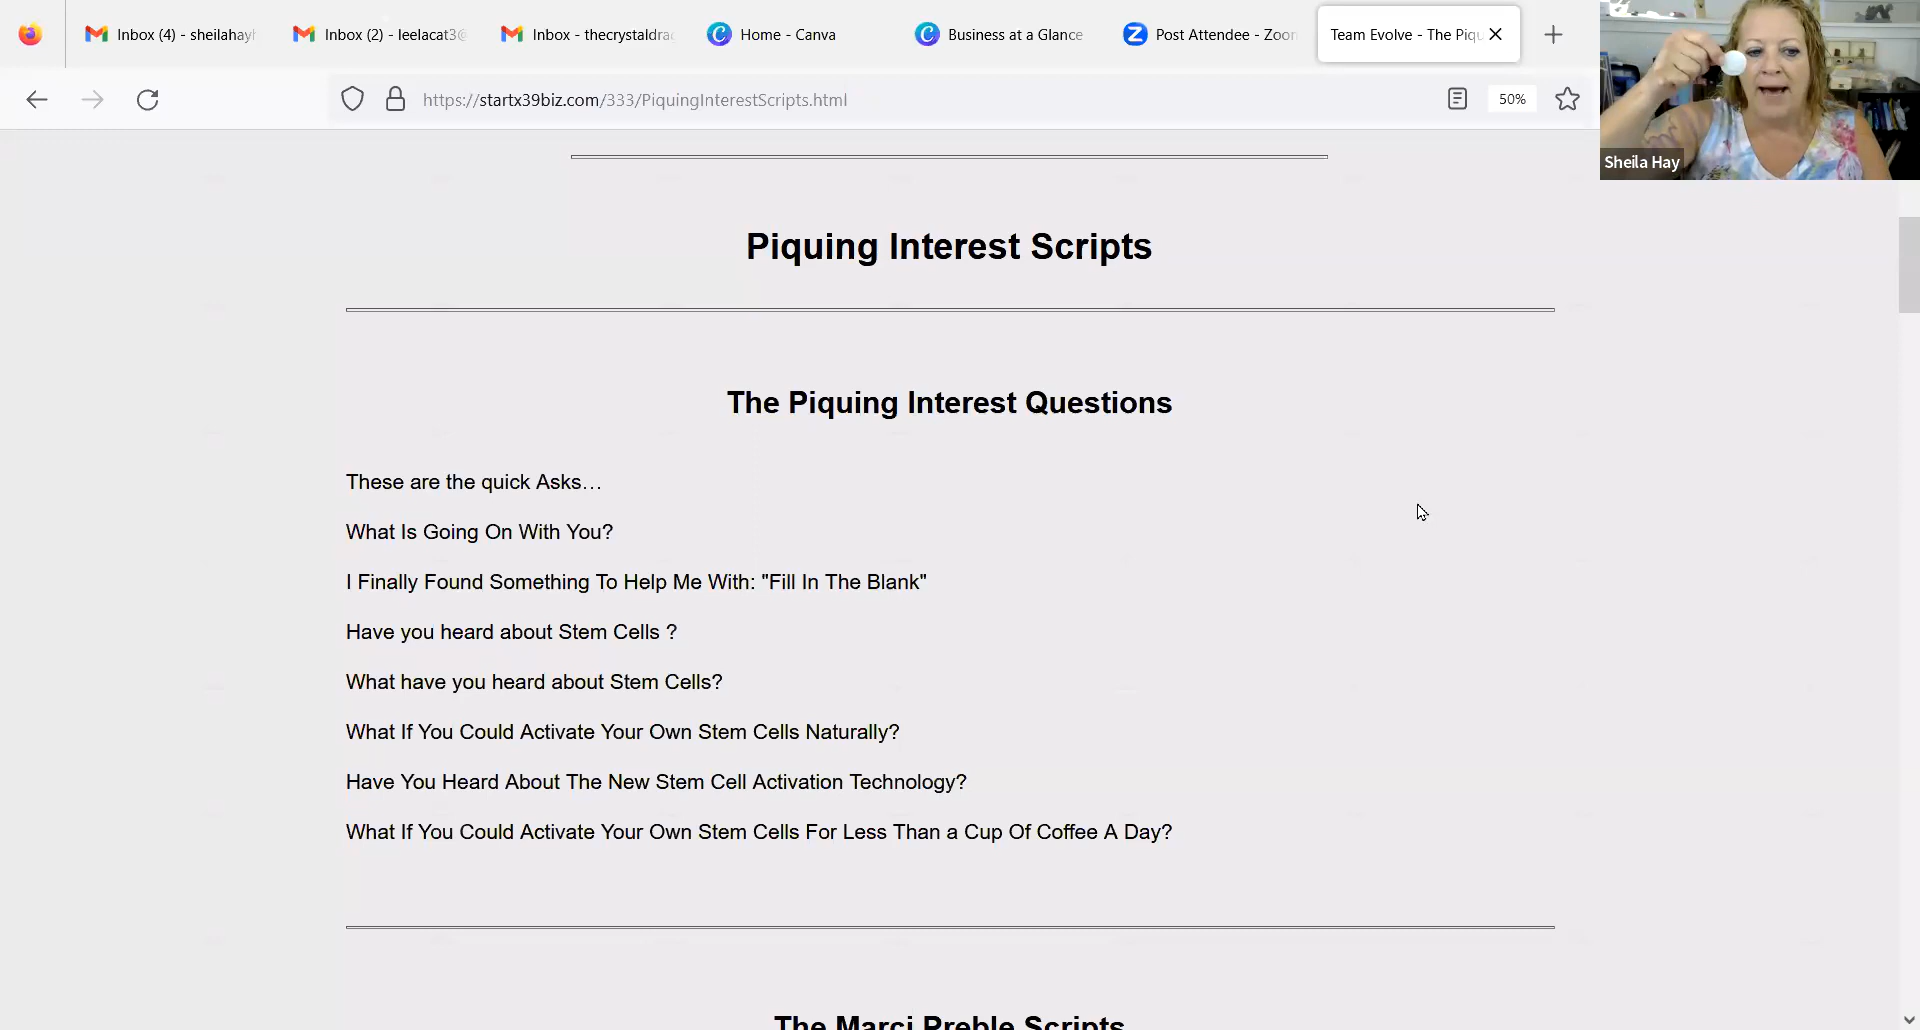 Inbox (4) - sheilahayh
Inbox (2) - leelacat3@
Inbox - thecrystaldra
Home - Canva
Business at a Glance
Post Attendee - Zoom
Team Evolve - The Piqu
https://startx39biz.com/333/PiquingInterestScripts.html
50%
Sheila Hay
Piquing Interest Scripts
The Piquing Interest Questions
These are the quick Asks…
What Is Going On With You?
I Finally Found Something To Help Me With: "Fill In The Blank"
Have you heard about Stem Cells ?
What have you heard about Stem Cells?
What If You Could Activate Your Own Stem Cells Naturally?
Have You Heard About The New Stem Cell Activation Technology?
What If You Could Activate Your Own Stem Cells For Less Than a Cup Of Coffee A Day?
The Marci Preble Scripts